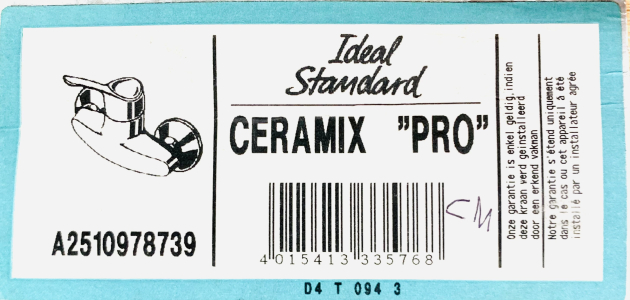 Ideal
Standard
CERAMIX "PRO"
A2510978739
4 015413 335768
CM
Onze garantie is enkel geldig,indien
deze kraan werd geinstalleerd
door een erkend vakman
Notre garantie s'étend uniquement
dans le cas ou cet appareil a été
installé par un installateur agrée
D4 T 094 3